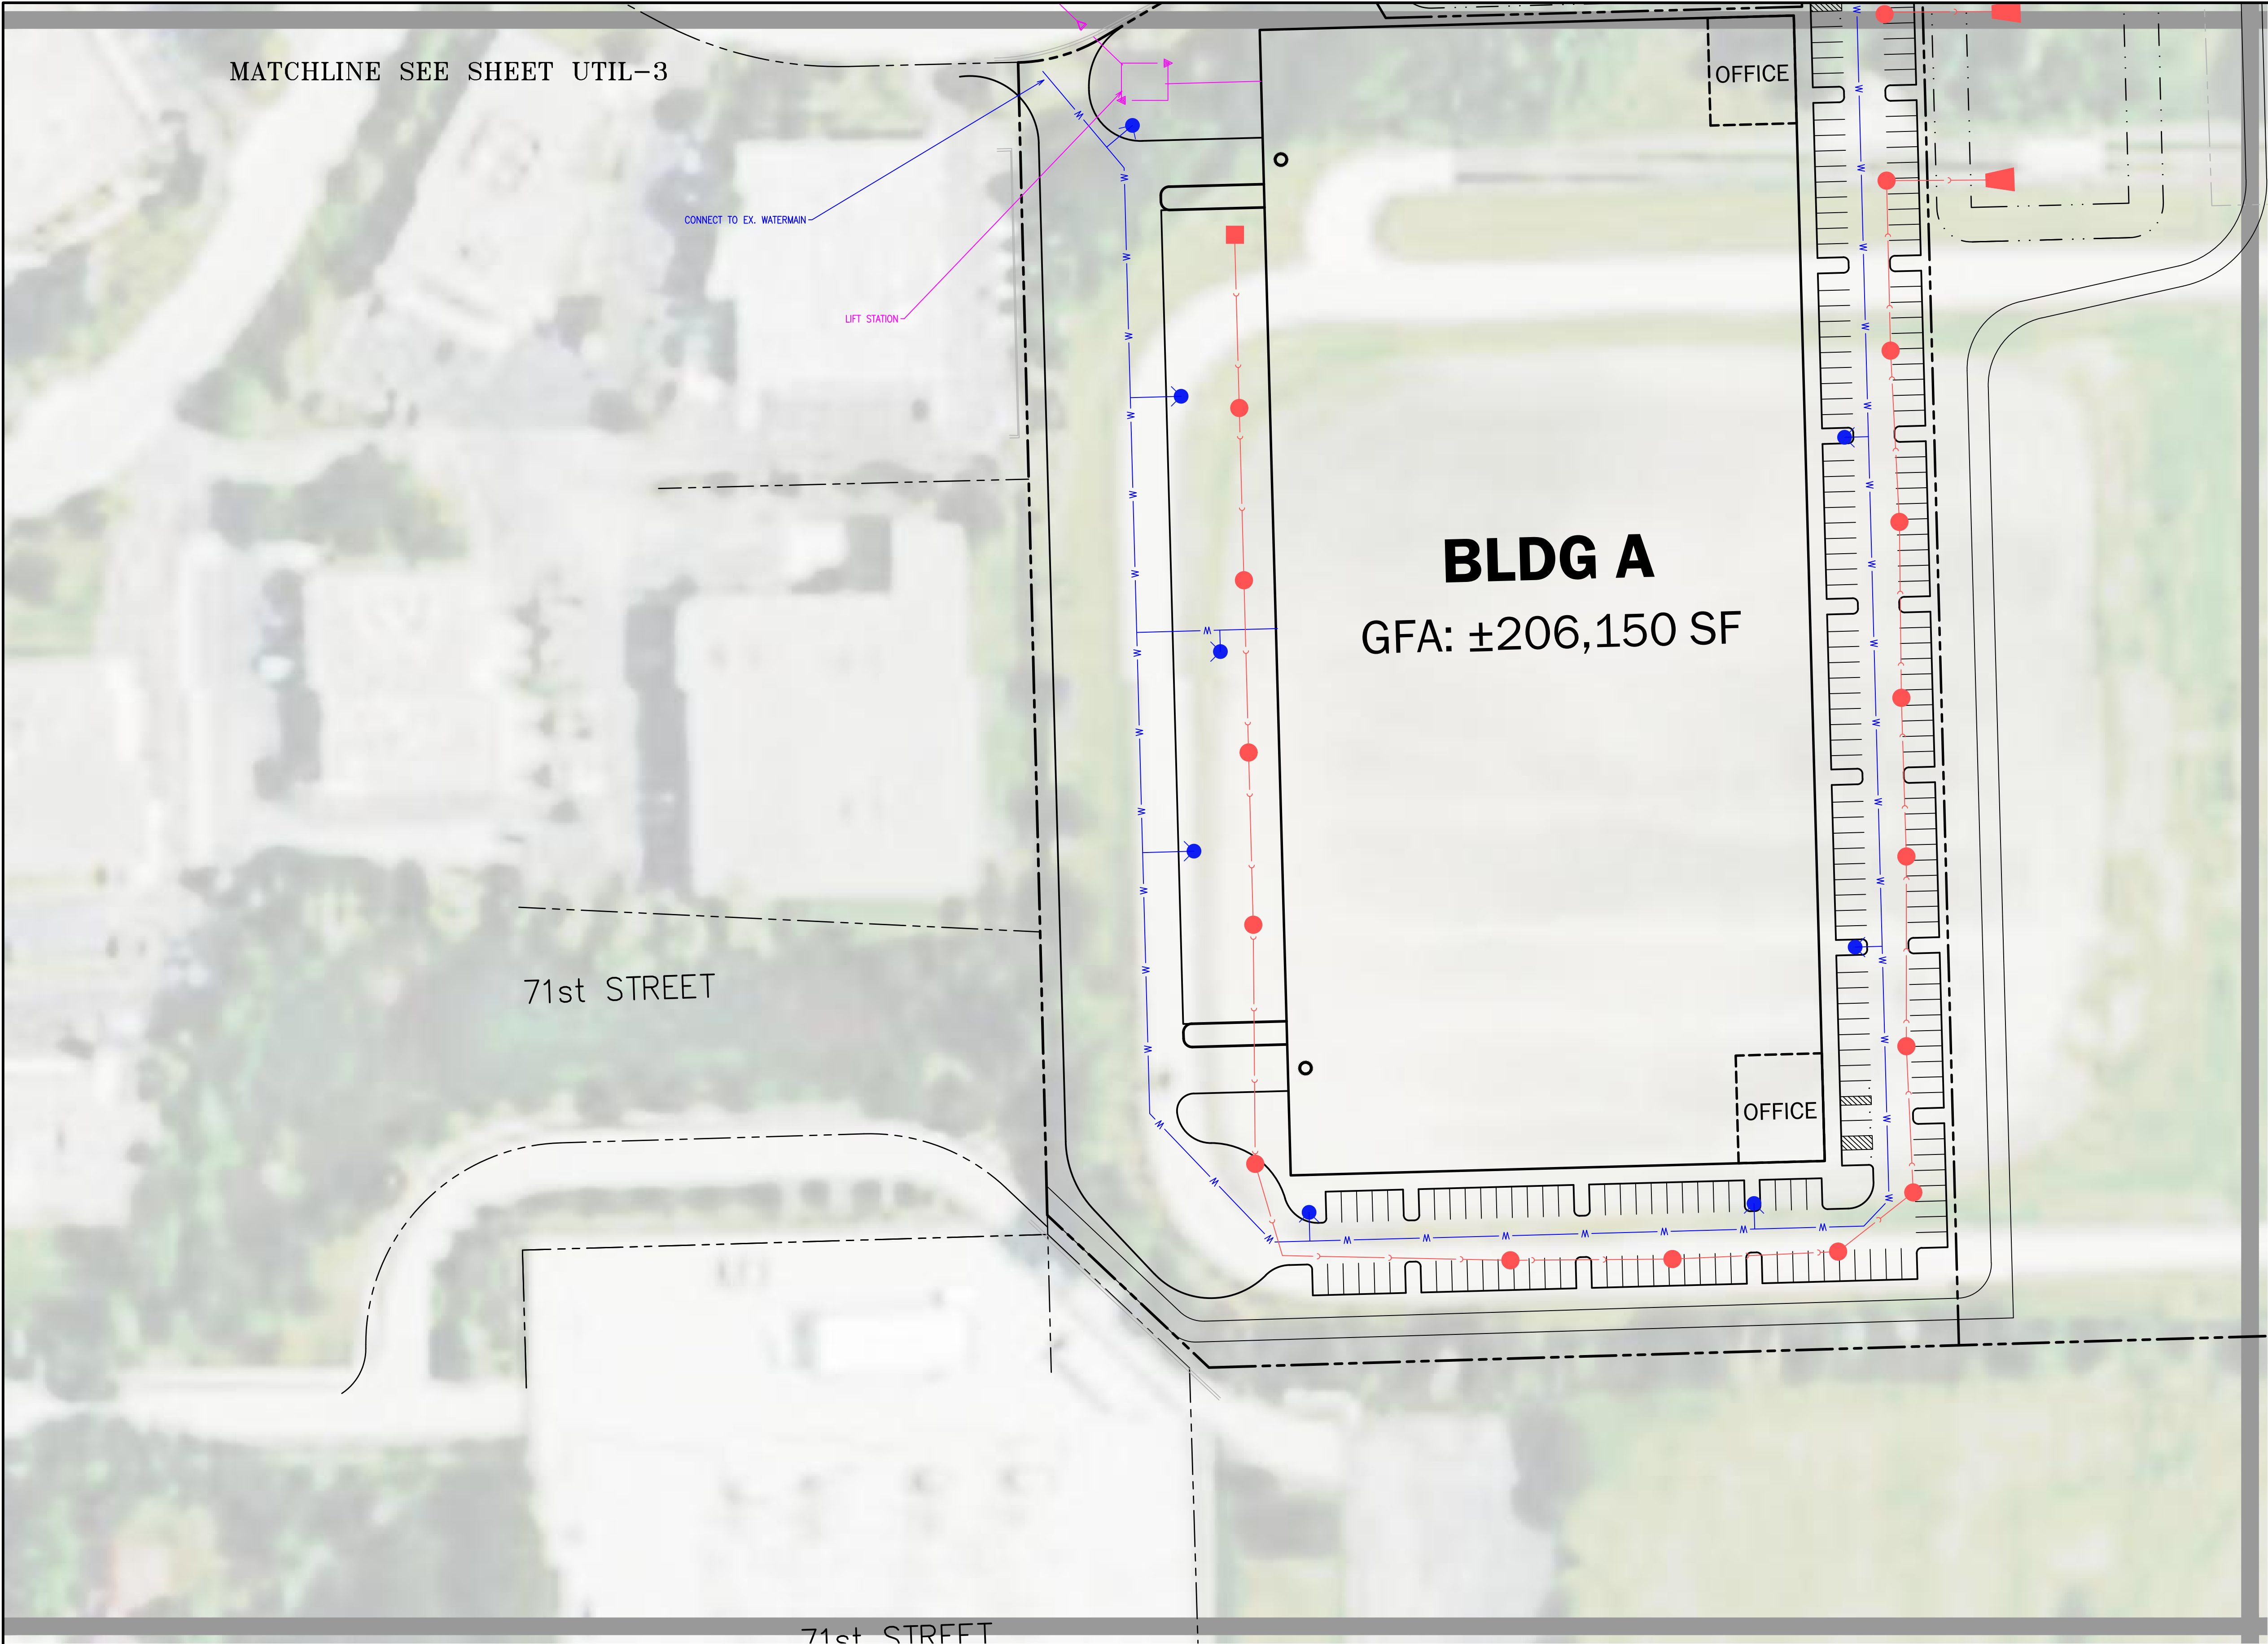 MATCHLINE SEE SHEET UTIL-3
OFFICE
CONNECT TO EX. WATERMAIN
LIFT STATION
BLDG A
GFA: ±206,150 SF
71st STREET
OFFICE
71st STREET